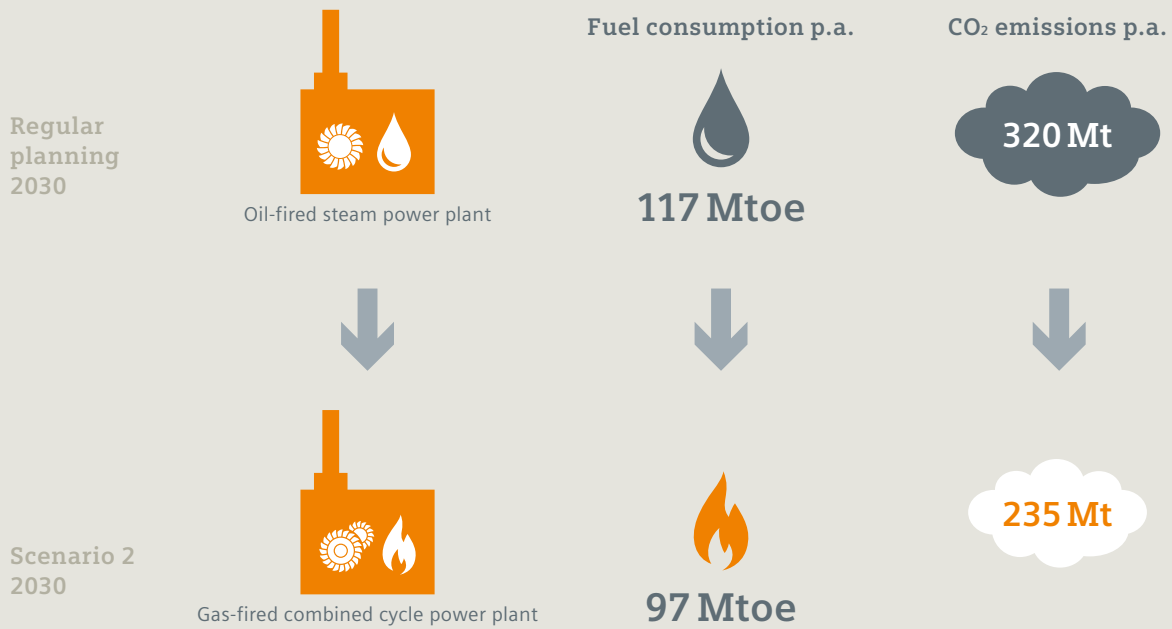 Fuel consumption p.a.
CO₂ emissions p.a.
Regular
planning
2030
320 Mt
Oil-fired steam power plant
117 Mtoe
Scenario 2
2030
235 Mt
Gas-fired combined cycle power plant
97 Mtoe